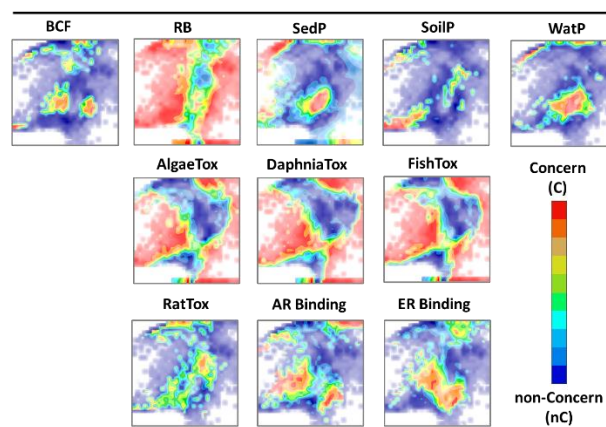 BCF RB SedP SoilP WatP
AlgaeTox DaphniaTox FishTox Concern
(C)
RatTox AR Binding ER Binding
non-Concern
(nC)